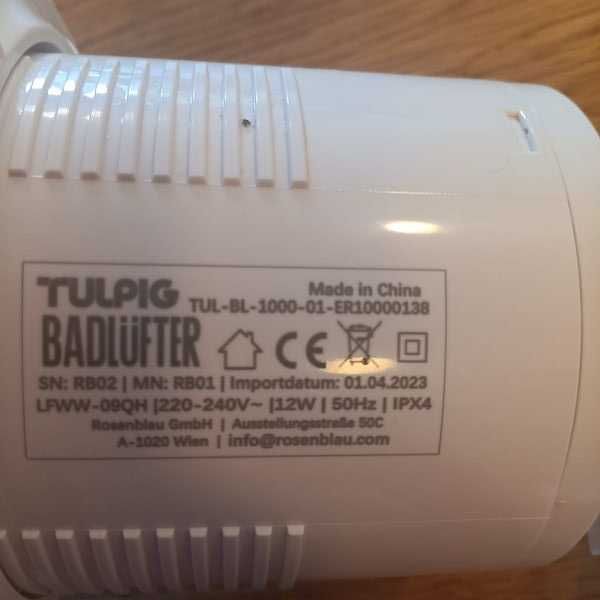 TULPIG
Made in China
TUL-BL-1000-01-ER10000138
BADLÜFTER
CE
SN: RB02 | MN: RB01 | Importdatum: 01.04.2023
LFWW-09QH |220-240V~ |12W | 50Hz | IPX4
Rosenblau GmbH | Ausstellungsstraße 50C
A-1020 Wien | info@rosenblau.com